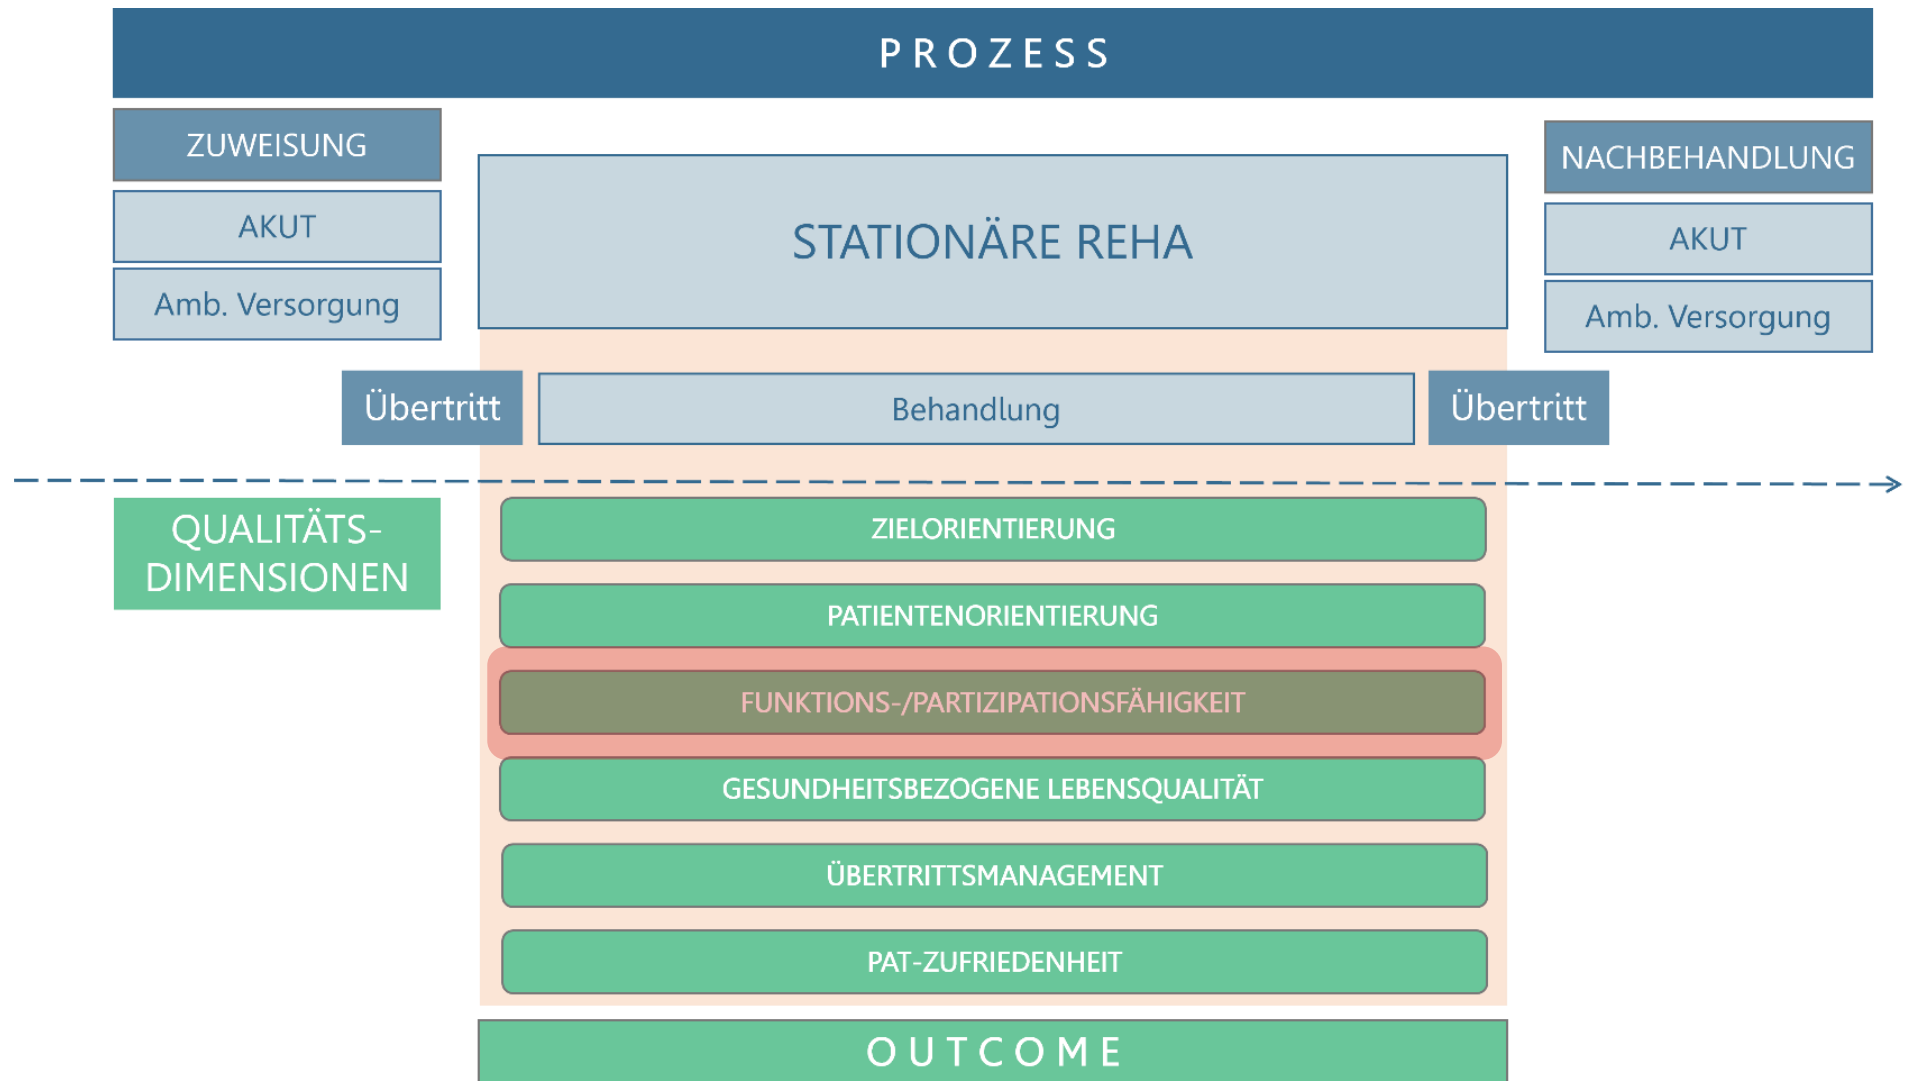 PROZESS
ZUWEISUNG
AKUT
Amb. Versorgung
STATIONÄRE REHA
NACHBEHANDLUNG
AKUT
Amb. Versorgung
Übertritt
Behandlung
Übertritt
QUALITÄTS-
DIMENSIONEN
ZIELORIENTIERUNG
PATIENTENORIENTIERUNG
FUNKTIONS-/PARTIZIPATIONSFÄHIGKEIT
GESUNDHEITSBEZOGENE LEBENSQUALITÄT
ÜBERTRITTSMANAGEMENT
PAT-ZUFRIEDENHEIT
OUTCOME